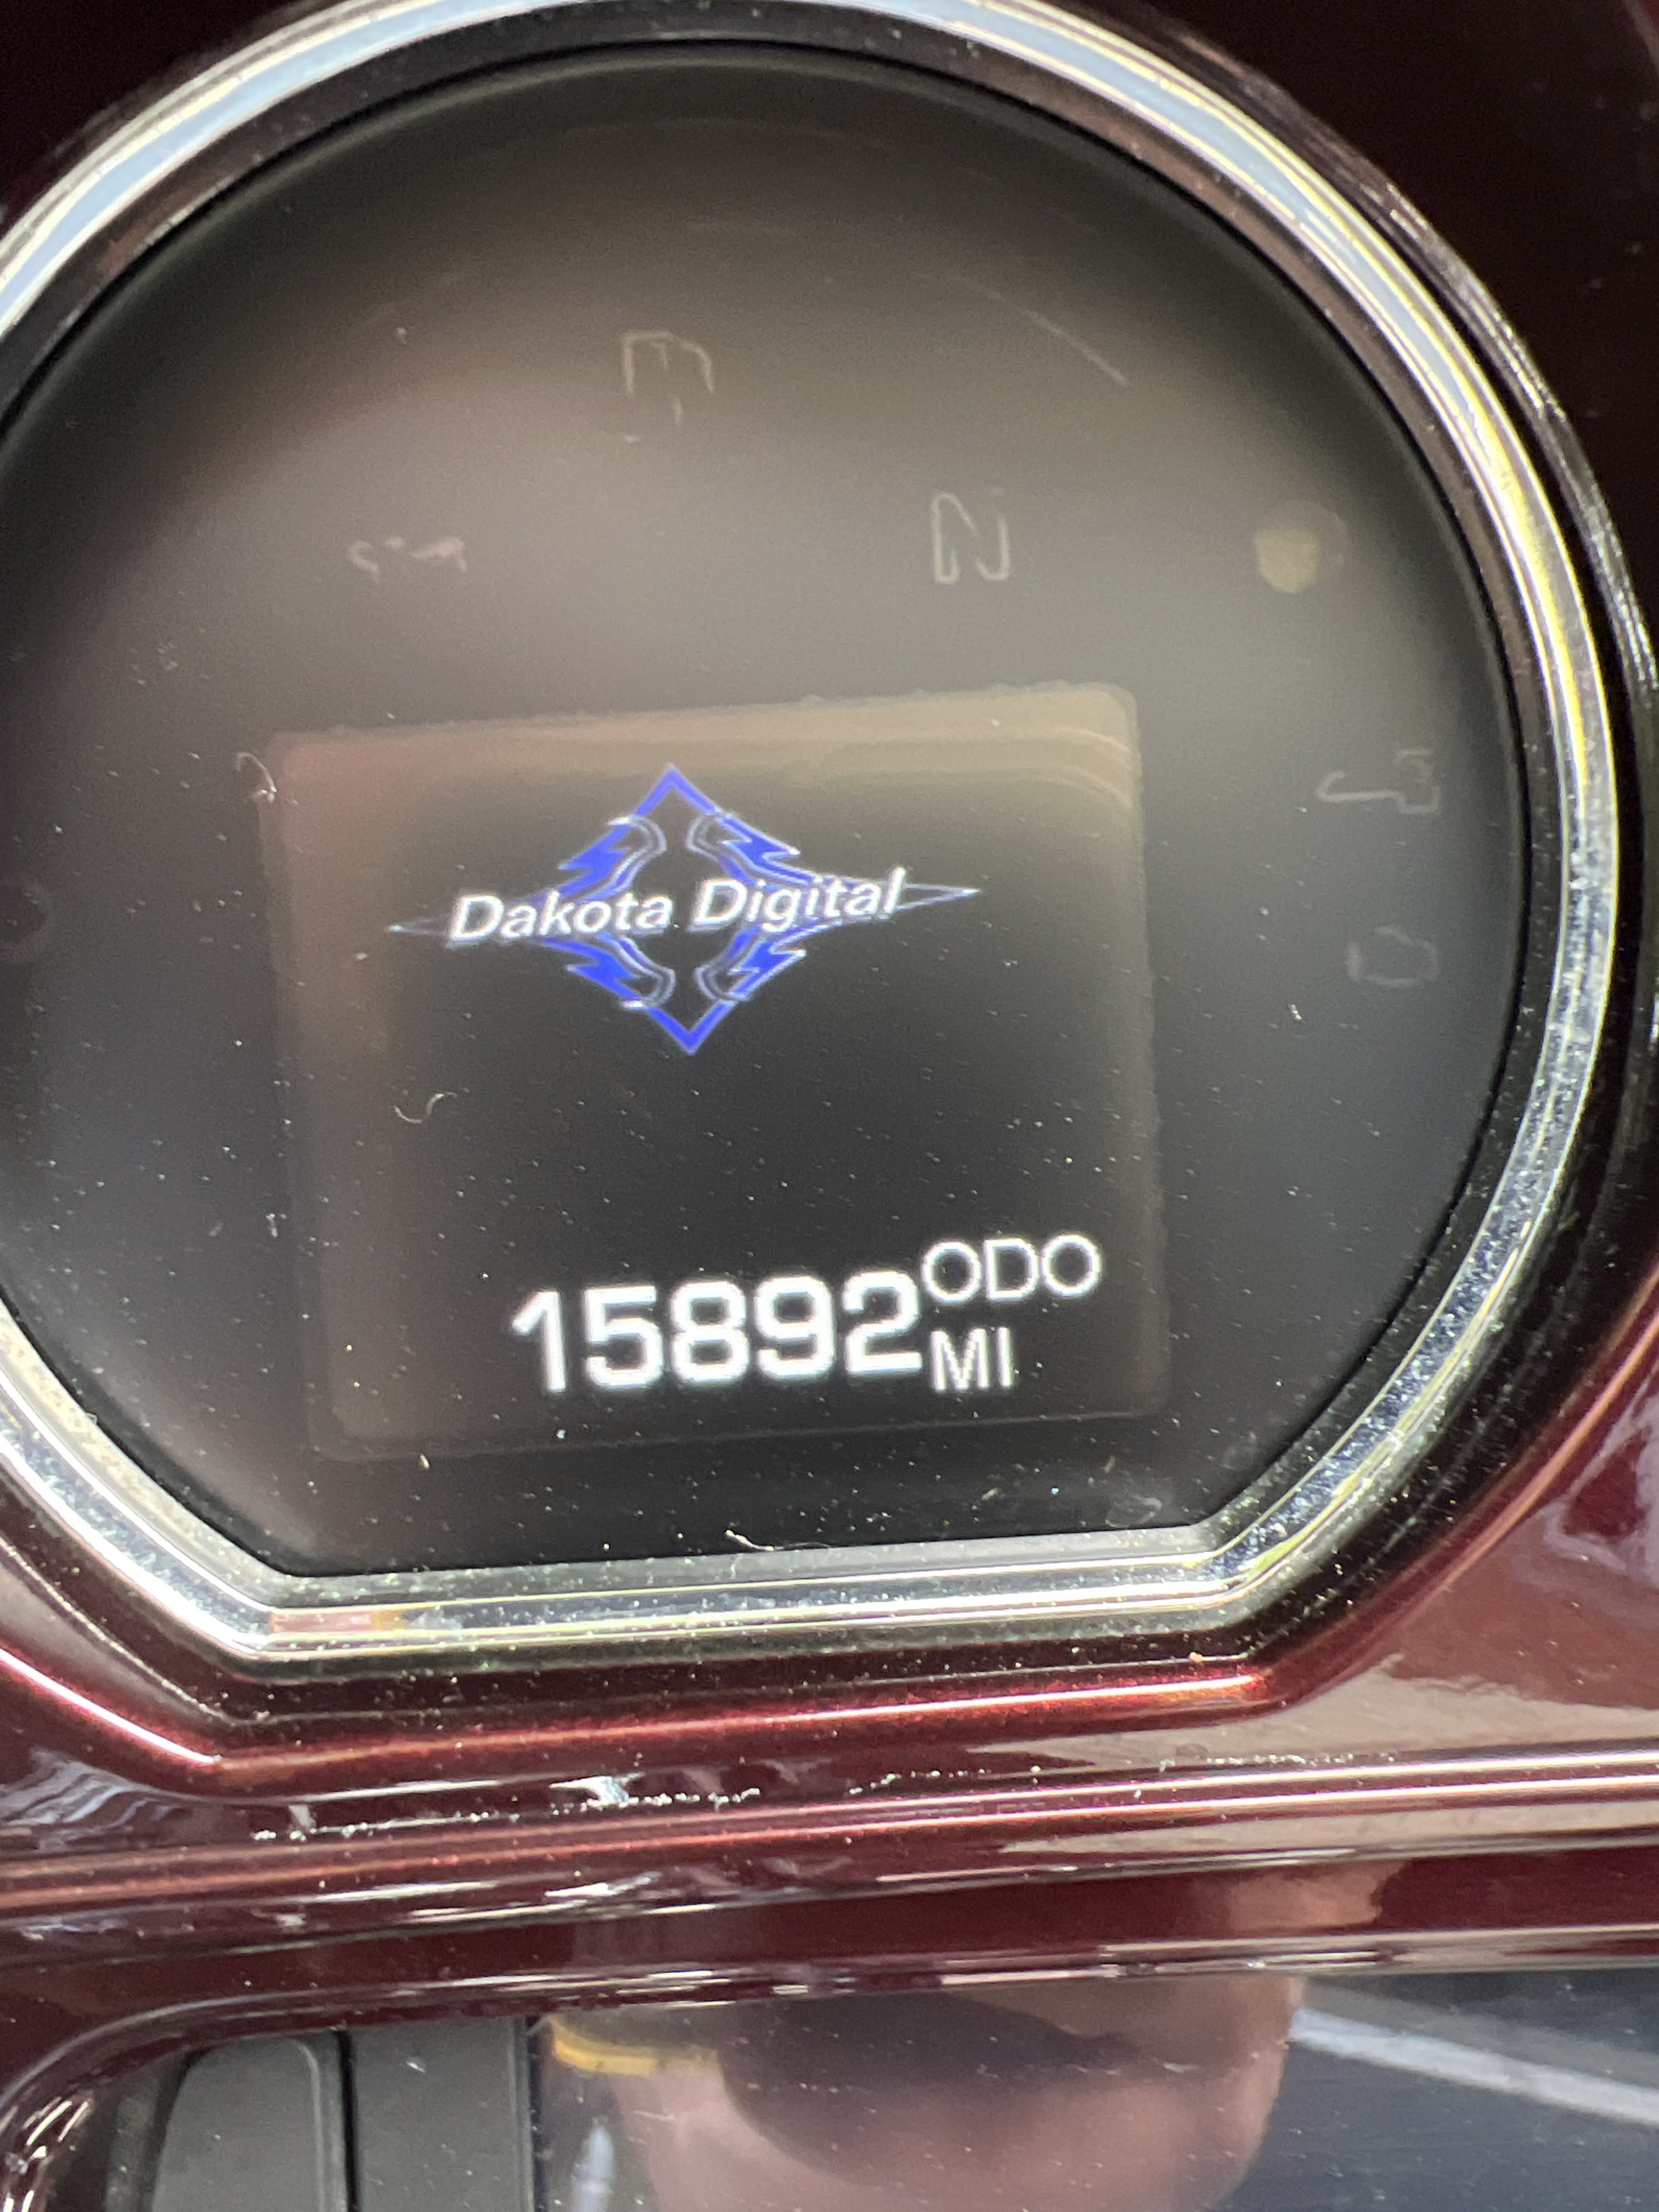 Dakota Digital
15892 ODO
MI